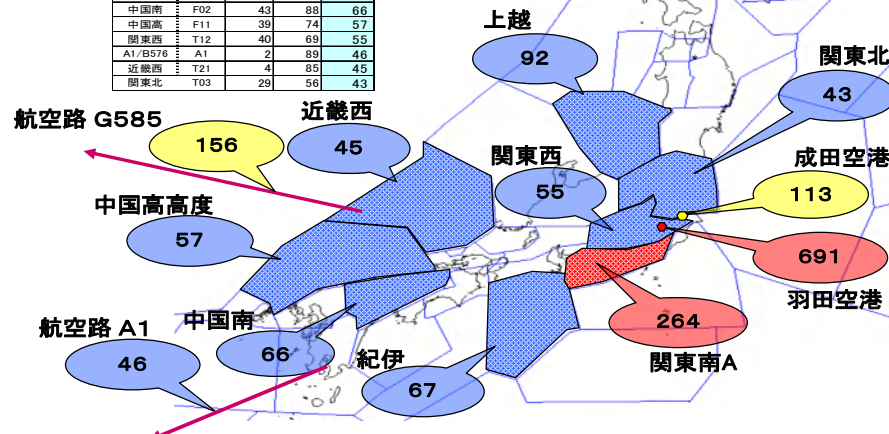 中国南 F02 43 88 66
中国高 F11 39 74 57
関東西 T12 40 69 55
A1/B576 A1 2 89 46
近畿西 T21 4 85 45
関東北 T03 29 56 43
上越
92
関東北
43
航空路 G585
156
近畿西
45
関東西
55
成田空港
113
中国高高度
57
691
羽田空港
航空路 A1
46
中国南
66
紀伊
67
264
関東南A